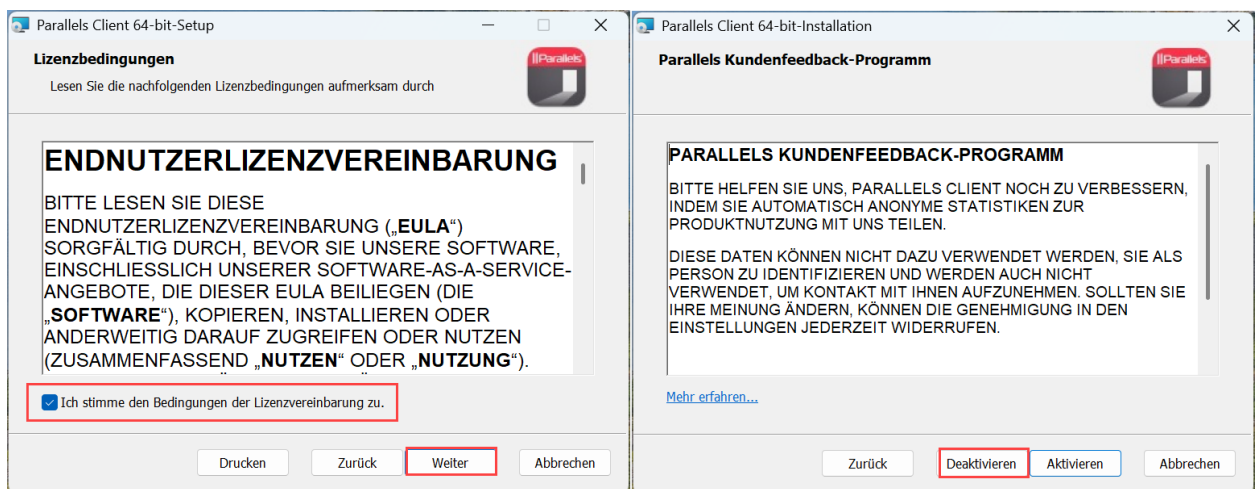 Parallels Client 64-bit-Setup
Lizenzbedingungen
Lesen Sie die nachfolgenden Lizenzbedingungen aufmerksam durch
||Parallels
ENDNUTZERLIZENZVEREINBARUNG
BITTE LESEN SIE DIESE
ENDNUTZERLIZENZVEREINBARUNG („EULA“)
SORGFÄLTIG DURCH, BEVOR SIE UNSERE SOFTWARE,
EINSCHLIESSLICH UNSERER SOFTWARE-AS-A-SERVICE-
ANGEBOTE, DIE DIESER EULA BEILIEGEN (DIE
„SOFTWARE“), KOPIEREN, INSTALLIEREN ODER
ANDERWEITIG DARAUF ZUGREIFEN ODER NUTZEN
(ZUSAMMENFASSEND „NUTZEN“ ODER „NUTZUNG“).
Ich stimme den Bedingungen der Lizenzvereinbarung zu.
Drucken Zurück Weiter Abbrechen
Parallels Client 64-bit-Installation
Parallels Kundenfeedback-Programm
||Parallels
PARALLELS KUNDENFEEDBACK-PROGRAMM
BITTE HELFEN SIE UNS, PARALLELS CLIENT NOCH ZU VERBESSERN,
INDEM SIE AUTOMATISCH ANONYME STATISTIKEN ZUR
PRODUKTNUTZUNG MIT UNS TEILEN.
DIESE DATEN KÖNNEN NICHT DAZU VERWENDET WERDEN, SIE ALS
PERSON ZU IDENTIFIZIEREN UND WERDEN AUCH NICHT
VERWENDET, UM KONTAKT MIT IHNEN AUFZUNEHMEN. SOLLTEN SIE
IHRE MEINUNG ÄNDERN, KÖNNEN DIE GENEHMIGUNG IN DEN
EINSTELLUNGEN JEDERZEIT WIDERRUFEN.
Mehr erfahren...
Zurück Deaktivieren Aktivieren Abbrechen